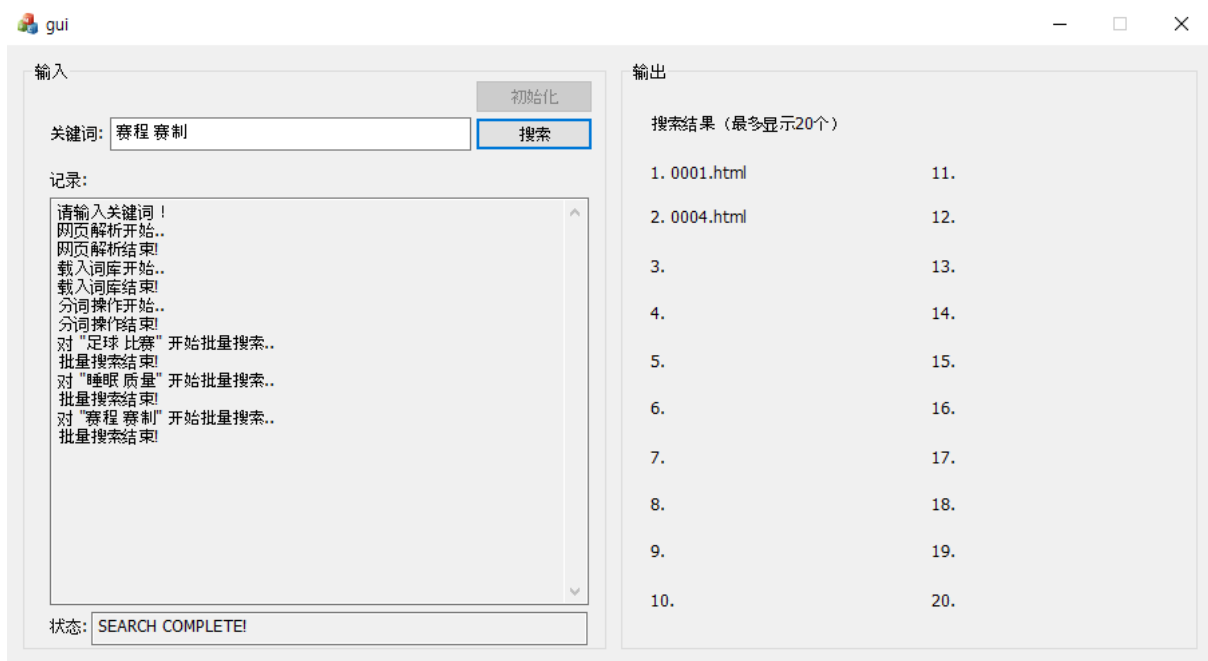 gui
输入
初始化
关键词: 赛程 赛制
搜索
记录:
请输入关键词！
网页解析开始..
网页解析结束!
载入词库开始..
载入词库结束!
分词操作开始..
分词操作结束!
对 "足球 比赛" 开始批量搜索..
批量搜索结束!
对 "睡眠 质量" 开始批量搜索..
批量搜索结束!
对 "赛程 赛制" 开始批量搜索..
批量搜索结束!
状态: SEARCH COMPLETE!
输出
搜索结果（最多显示20个）
1. 0001.html
2. 0004.html
3.
4.
5.
6.
7.
8.
9.
10.
11.
12.
13.
14.
15.
16.
17.
18.
19.
20.